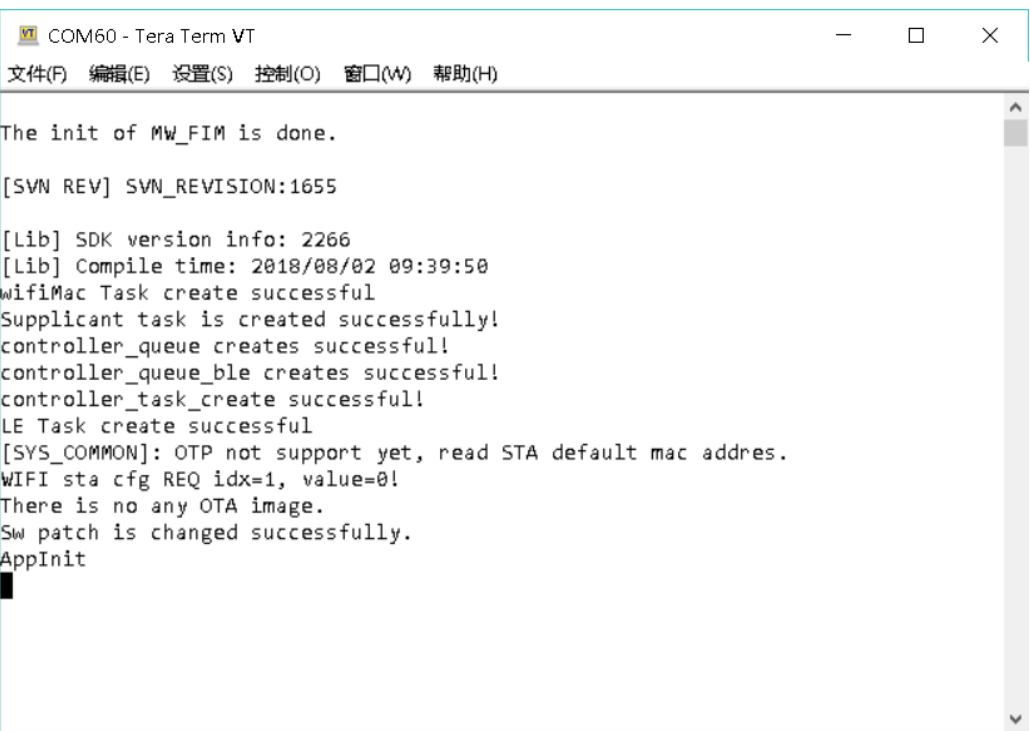 COM60 - Tera Term VT
文件(F) 编辑(E) 设置(S) 控制(O) 窗口(W) 帮助(H)
The init of MW_FIM is done.
[SVN REV] SVN_REVISION:1655
[Lib] SDK version info: 2266
[Lib] Compile time: 2018/08/02 09:39:50
wifiMac Task create successful
Supplicant task is created successfully!
controller_queue creates successful!
controller_queue_ble creates successful!
controller_task_create successful!
LE Task create successful
[SYS_COMMON]: OTP not support yet, read STA default mac addres.
WIFI sta cfg REQ idx=1, value=0!
There is no any OTA image.
Sw patch is changed successfully.
AppInit